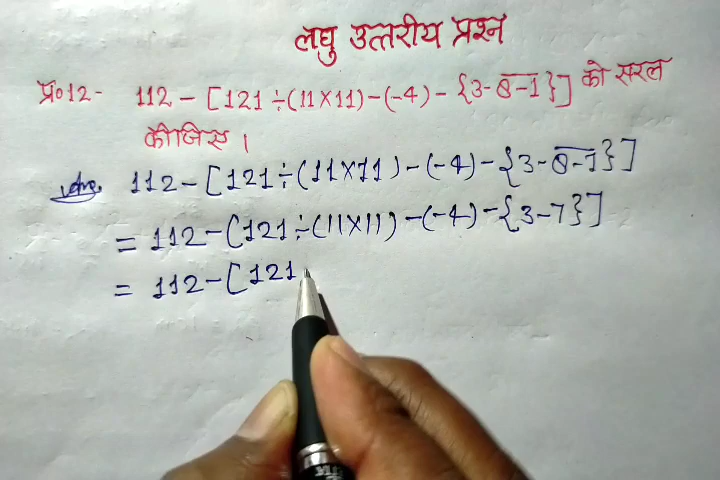 लघु उत्तरीय प्रश्न
प्र०12- 112 - [121 ÷ (11×11) - (-4) - {3 - 8̅ ̅-̅ ̅1̅}] को सरल
कीजिए ।
112 - [121 ÷ (11×11) - (-4) - {3 - 8̅ ̅-̅ ̅1̅}]
= 112 - [121 ÷ (11×11) - (-4) - {3 - 7}]
= 112 - [121